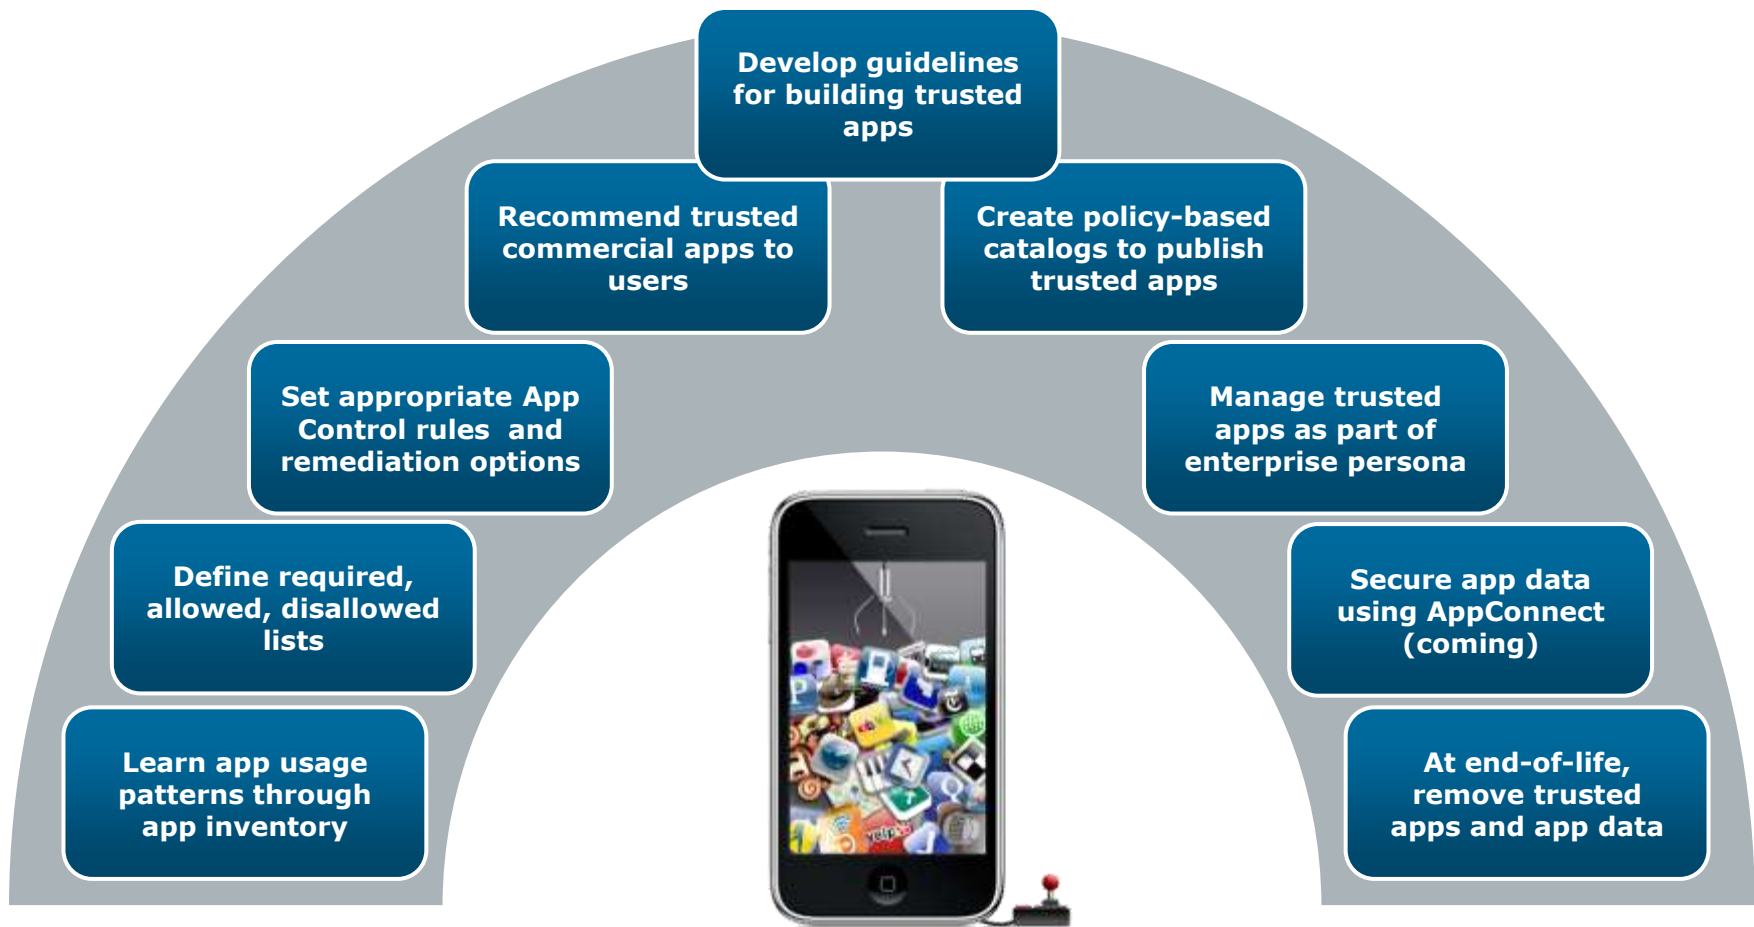 Develop guidelines
for building trusted
apps
Recommend trusted
commercial apps to
users
Create policy-based
catalogs to publish
trusted apps
Set appropriate App
Control rules  and
remediation options
Manage trusted
apps as part of
enterprise persona
Define required,
allowed, disallowed
lists
Secure app data
using AppConnect
(coming)
Learn app usage
patterns through
app inventory
At end-of-life,
remove trusted
apps and app data
yelp